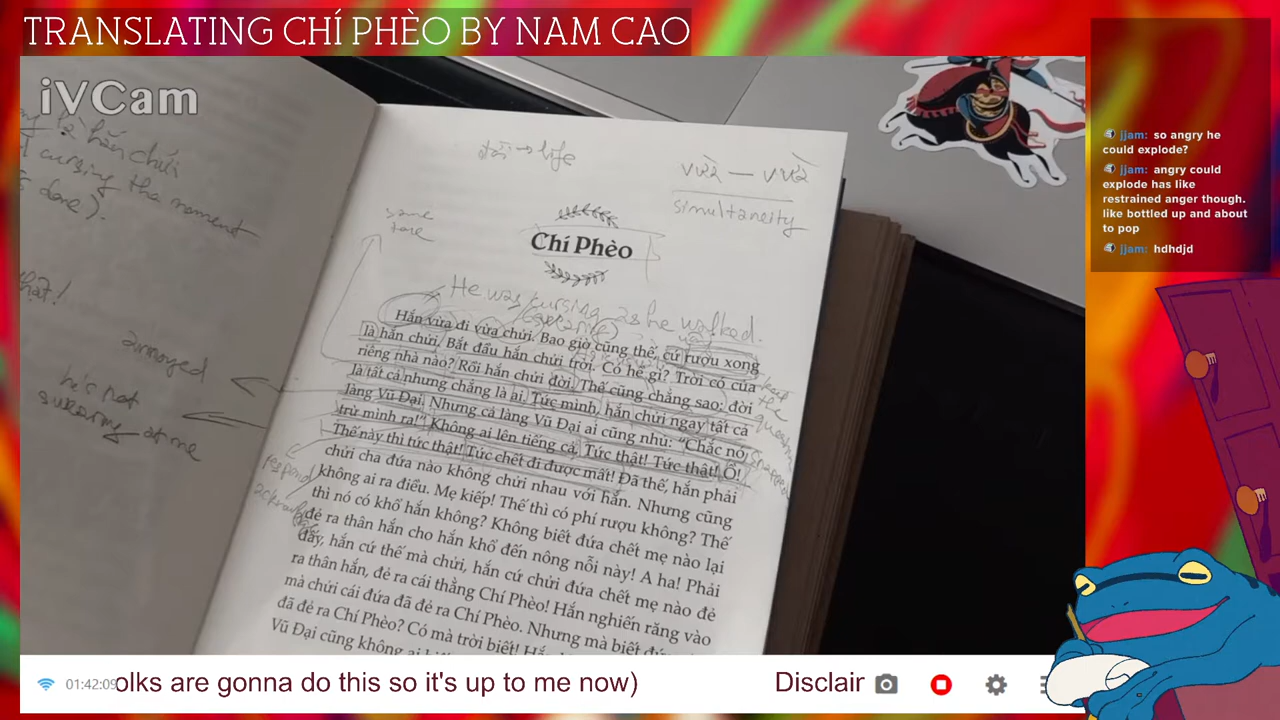 TRANSLATING CHÍ PHÈO BY NAM CAO
iVCam
là hắn chửi
cursing the moment
done).
thật!
annoyed
he's not
swearing at me
đời → life
vừa — vừa
simultaneity
same
Chí Phèo
He was cursing as he walked.
Hắn vừa đi vừa chửi. Bao giờ cũng thế, cứ rượu xong
là hắn chửi. Bắt đầu hắn chửi trời. Có hề gì? Trời có của
riêng nhà nào? Rồi hắn chửi đời. Thế cũng chẳng sao: đời
là tất cả nhưng chẳng là ai. Tức mình, hắn chửi ngay tất cả
làng Vũ Đại. Nhưng cả làng Vũ Đại ai cũng nhủ: "Chắc nó
trừ mình ra!" Không ai lên tiếng cả. Tức thật! Tức thật! Ồ!
Thế này thì tức thật! Tức chết đi được mất! Đã thế, hắn phải
chửi cha đứa nào không chửi nhau với hắn. Nhưng cũng
không ai ra điều. Mẹ kiếp! Thế thì có phí rượu không? Thế
thì nó có khổ hắn không? Không biết đứa chết mẹ nào lại
đẻ ra thân hắn cho hắn khổ đến nông nỗi này! A ha! Phải
đấy, hắn cứ thế mà chửi, hắn cứ chửi đứa chết mẹ nào đẻ
ra thân hắn, đẻ ra cái thằng Chí Phèo! Hắn nghiến răng vào
mà chửi cái đứa đã đẻ ra Chí Phèo. Nhưng mà biết
đã đẻ ra Chí Phèo? Có mà trời biết!
Vũ Đại cũng không ai
respond
jjam: so angry he
could explode?
jjam: angry could
explode has like
restrained anger though.
like bottled up and about
to pop
jjam: hdhdjd
01:42:09
olks are gonna do this so it's up to me now)
Disclair